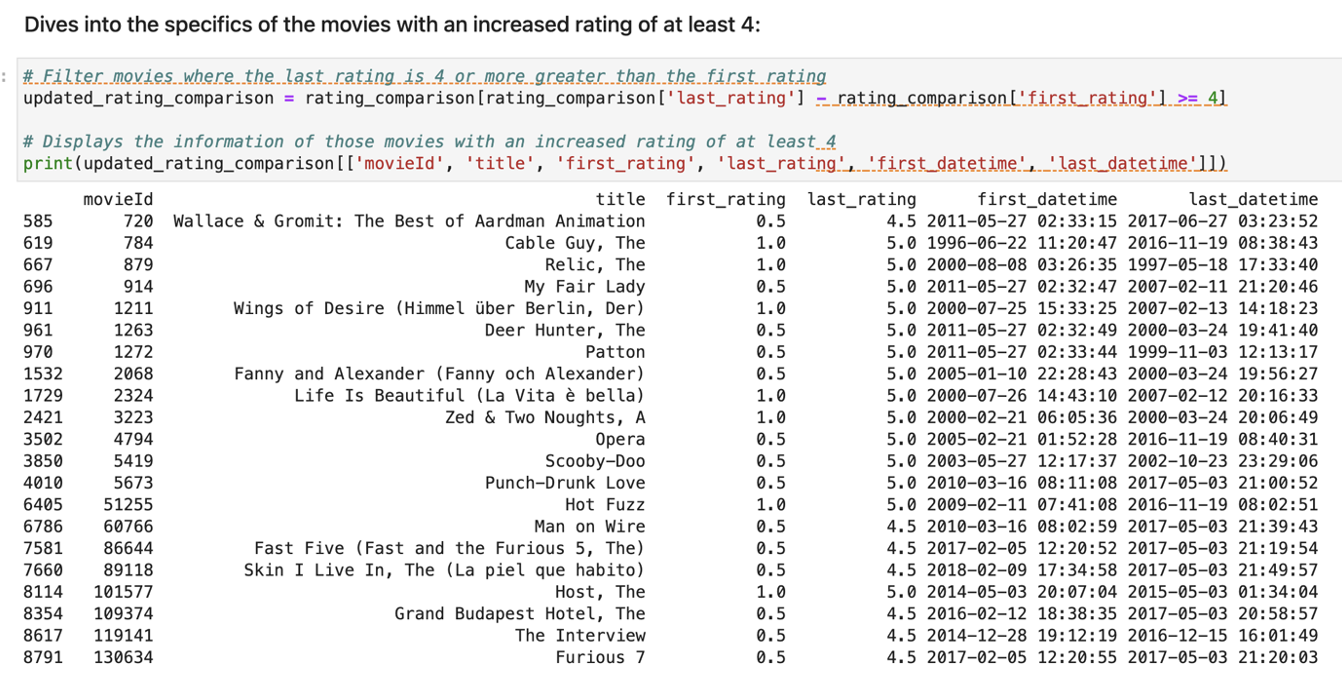 Dives into the specifics of the movies with an increased rating of at least 4:
:
# Filter movies where the last rating is 4 or more greater than the first rating
updated_rating_comparison = rating_comparison[rating_comparison['last_rating'] - rating_comparison['first_rating'] >= 4]
# Displays the information of those movies with an increased rating of at least 4
print(updated_rating_comparison[['movieId', 'title', 'first_rating', 'last_rating', 'first_datetime', 'last_datetime']])
movieId title first_rating last_rating first_datetime last_datetime
585 720 Wallace & Gromit: The Best of Aardman Animation 0.5 4.5 2011-05-27 02:33:15 2017-06-27 03:23:52
619 784 Cable Guy, The 1.0 5.0 1996-06-22 11:20:47 2016-11-19 08:38:43
667 879 Relic, The 1.0 5.0 2000-08-08 03:26:35 1997-05-18 17:33:40
696 914 My Fair Lady 0.5 5.0 2011-05-27 02:32:47 2007-02-11 21:20:46
911 1211 Wings of Desire (Himmel über Berlin, Der) 1.0 5.0 2000-07-25 15:33:25 2007-02-13 14:18:23
961 1263 Deer Hunter, The 0.5 5.0 2011-05-27 02:32:49 2000-03-24 19:41:40
970 1272 Patton 0.5 5.0 2011-05-27 02:33:44 1999-11-03 12:13:17
1532 2068 Fanny and Alexander (Fanny och Alexander) 0.5 5.0 2005-01-10 22:28:43 2000-03-24 19:56:27
1729 2324 Life Is Beautiful (La Vita è bella) 1.0 5.0 2000-07-26 14:43:10 2007-02-12 20:16:33
2421 3223 Zed & Two Noughts, A 1.0 5.0 2000-02-21 06:05:36 2000-03-24 20:06:49
3502 4794 Opera 0.5 5.0 2005-02-21 01:52:28 2016-11-19 08:40:31
3850 5419 Scooby-Doo 0.5 5.0 2003-05-27 12:17:37 2002-10-23 23:29:06
4010 5673 Punch-Drunk Love 0.5 5.0 2010-03-16 08:11:08 2017-05-03 21:00:52
6405 51255 Hot Fuzz 1.0 5.0 2009-02-11 07:41:08 2016-11-19 08:02:51
6786 60766 Man on Wire 0.5 4.5 2010-03-16 08:02:59 2017-05-03 21:39:43
7581 86644 Fast Five (Fast and the Furious 5, The) 0.5 4.5 2017-02-05 12:20:52 2017-05-03 21:19:54
7660 89118 Skin I Live In, The (La piel que habito) 0.5 4.5 2018-02-09 17:34:58 2017-05-03 21:49:57
8114 101577 Host, The 1.0 5.0 2014-05-03 20:07:04 2015-05-03 01:34:04
8354 109374 Grand Budapest Hotel, The 0.5 4.5 2016-02-12 18:38:35 2017-05-03 20:58:57
8617 119141 The Interview 0.5 4.5 2014-12-28 19:12:19 2016-12-15 16:01:49
8791 130634 Furious 7 0.5 4.5 2017-02-05 12:20:55 2017-05-03 21:20:03